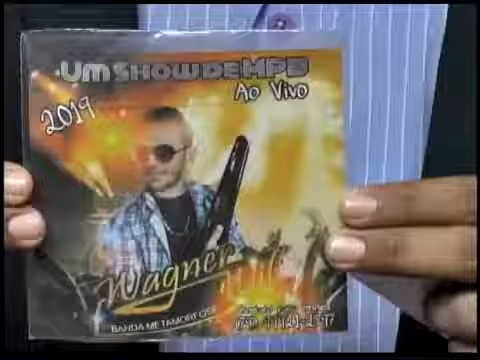 Um Show de MPB
Ao Vivo
2019
Wagner
BANDA METAMORFOSE